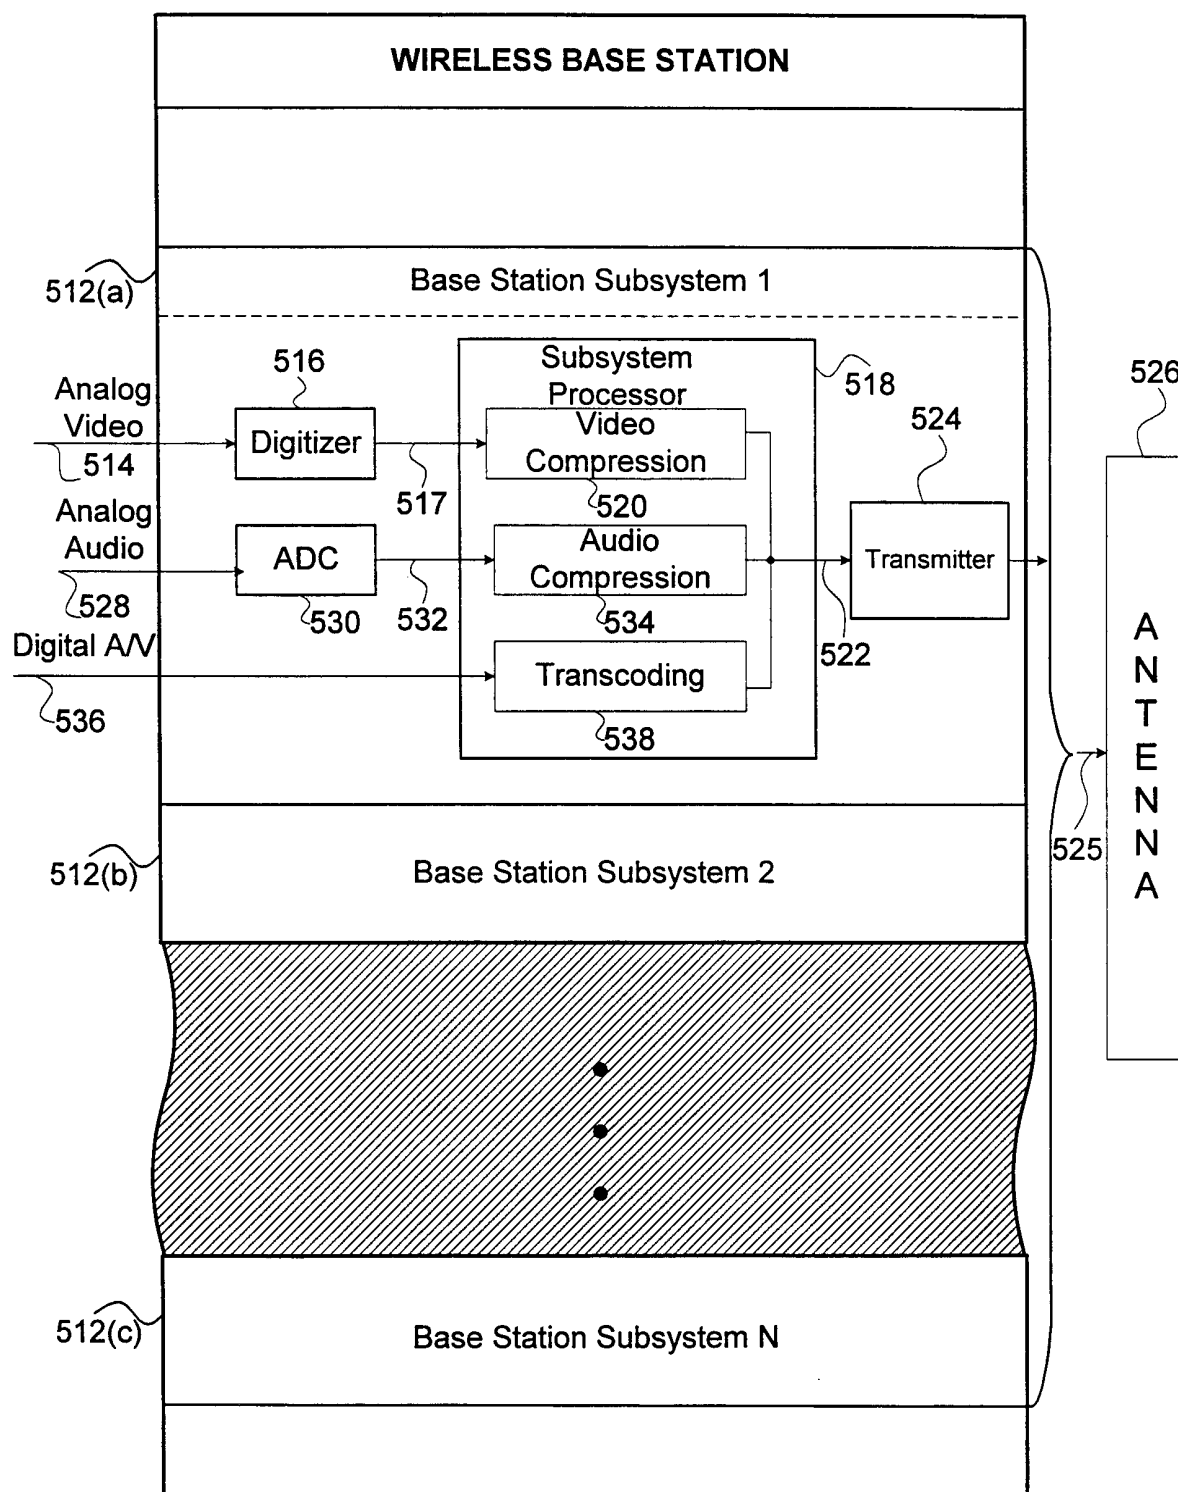 WIRELESS BASE STATION
512(a)
Base Station Subsystem 1
Analog
Video
514
516
Digitizer
517
Subsystem
Processor
518
Video
Compression
520
524
526
Analog
Audio
528
ADC
530
532
Audio
Compression
534
522
Transmitter
Digital A/V
536
Transcoding
538
525
ANTENNA
512(b)
Base Station Subsystem 2
512(c)
Base Station Subsystem N